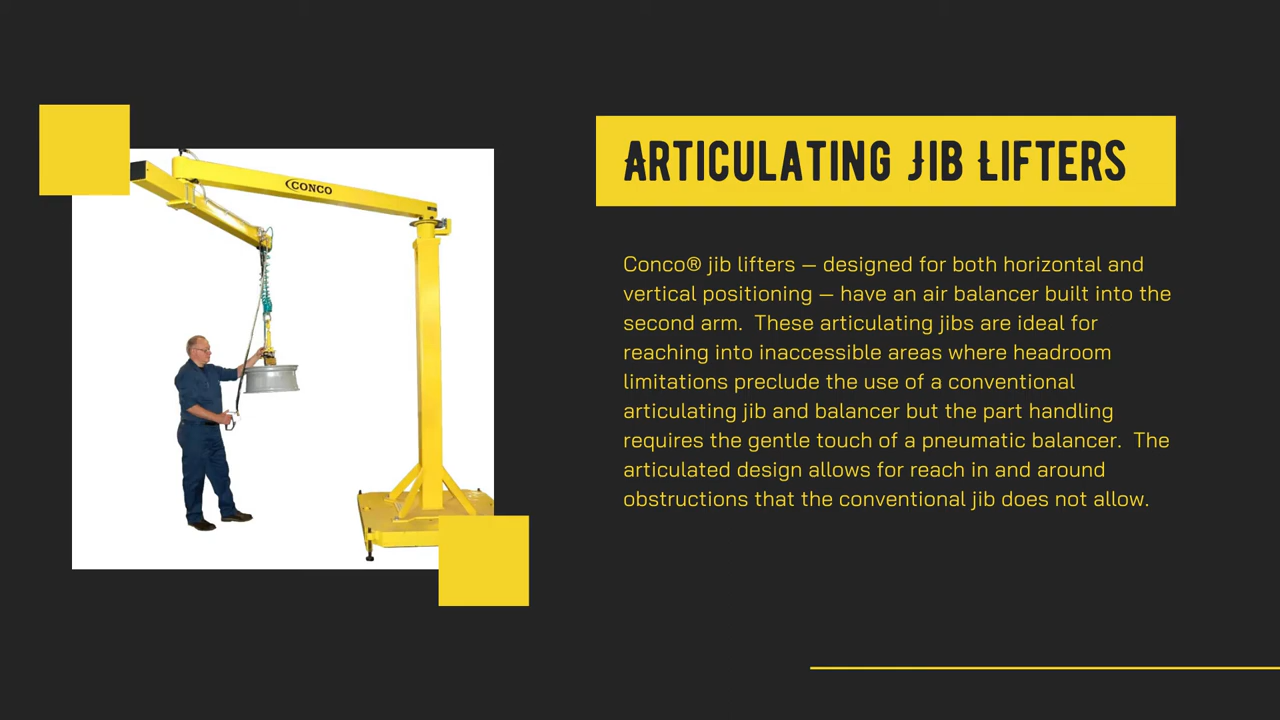 CONCO
ARTICULATING JIB LIFTERS
Conco® jib lifters — designed for both horizontal and
vertical positioning — have an air balancer built into the
second arm.  These articulating jibs are ideal for
reaching into inaccessible areas where headroom
limitations preclude the use of a conventional
articulating jib and balancer but the part handling
requires the gentle touch of a pneumatic balancer.  The
articulated design allows for reach in and around
obstructions that the conventional jib does not allow.